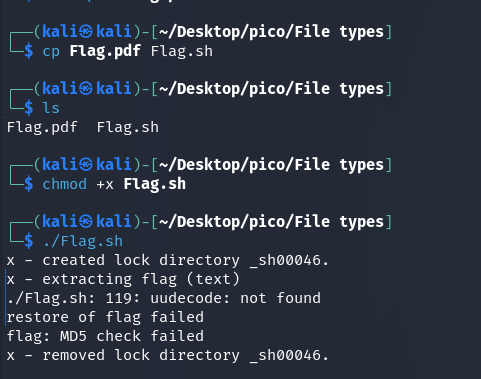 ┌──(kali㉿kali)-[~/Desktop/pico/File types]
└─$ cp Flag.pdf Flag.sh
┌──(kali㉿kali)-[~/Desktop/pico/File types]
└─$ ls
Flag.pdf  Flag.sh
┌──(kali㉿kali)-[~/Desktop/pico/File types]
└─$ chmod +x Flag.sh
┌──(kali㉿kali)-[~/Desktop/pico/File types]
└─$ ./Flag.sh
x - created lock directory _sh00046.
x - extracting flag (text)
./Flag.sh: 119: uudecode: not found
restore of flag failed
flag: MD5 check failed
x - removed lock directory _sh00046.